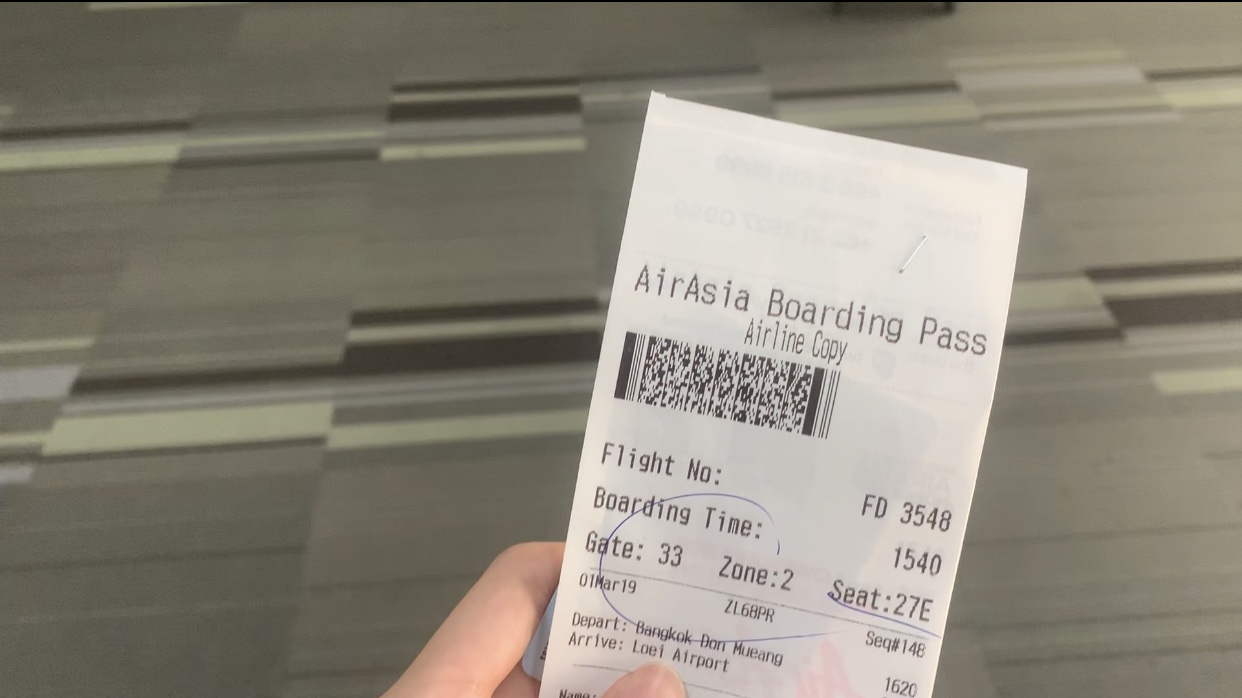 AirAsia Boarding Pass
Airline Copy
Flight No: FD 3548
Boarding Time: 1540
Gate: 33 Zone:2 Seat:27E
01Mar19 ZL68PR Seq#148
Depart: Bangkok Don Mueang 1620
Arrive: Loei Airport
Name: